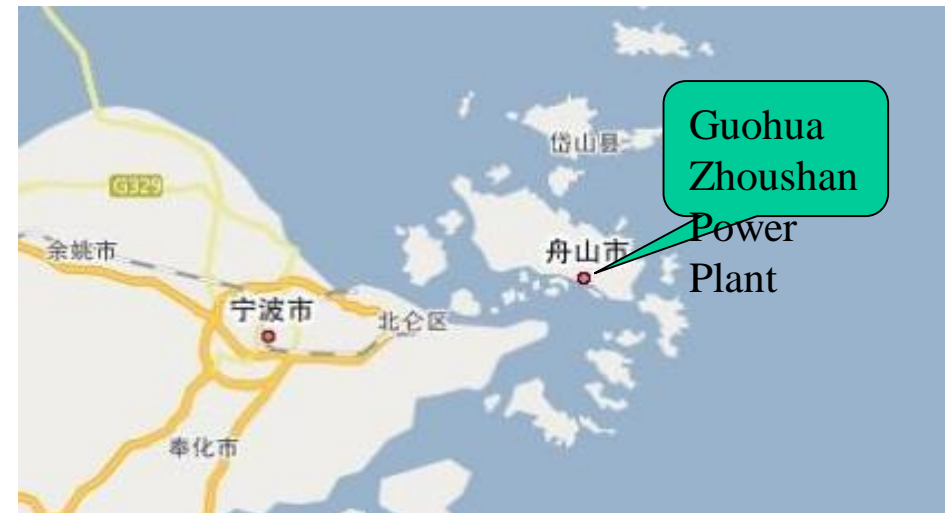 岱山县
Guohua
Zhoushan
Power
Plant
G329
余姚市
舟山市
宁波市
北仑区
奉化市